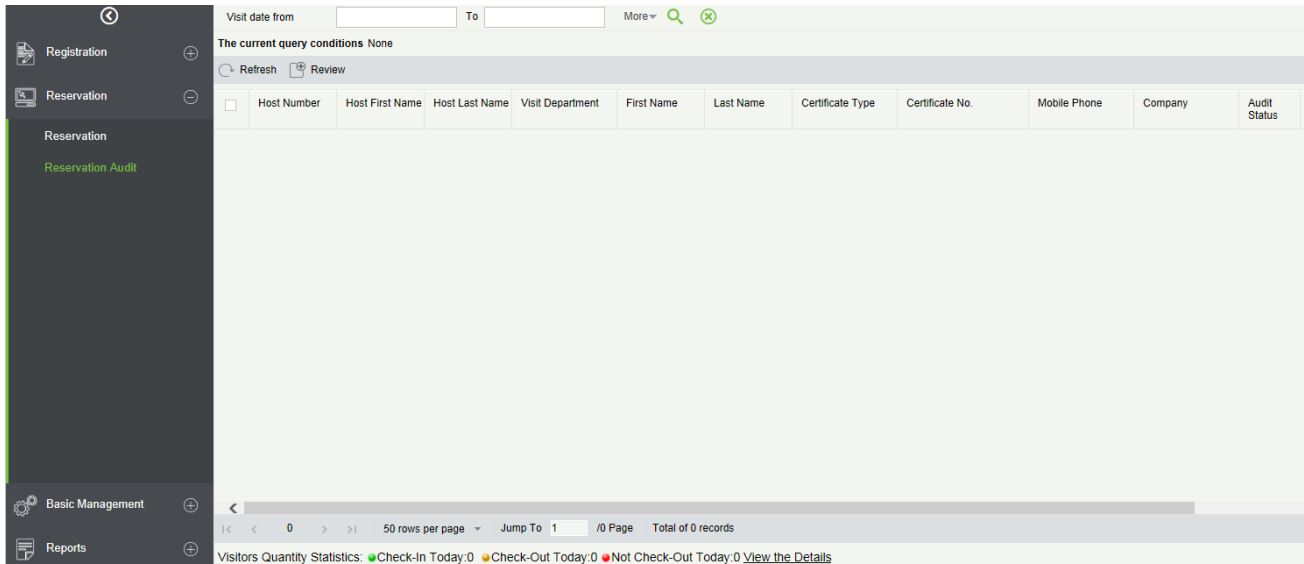 Visit date from To More
Registration
The current query conditions None
Refresh Review
Reservation
Host Number Host First Name Host Last Name Visit Department First Name Last Name Certificate Type Certificate No. Mobile Phone Company Audit Status
Reservation
Reservation Audit
Basic Management
0 50 rows per page Jump To 1 /0 Page Total of 0 records
Reports
Visitors Quantity Statistics: Check-In Today:0 Check-Out Today:0 Not Check-Out Today:0 View the Details